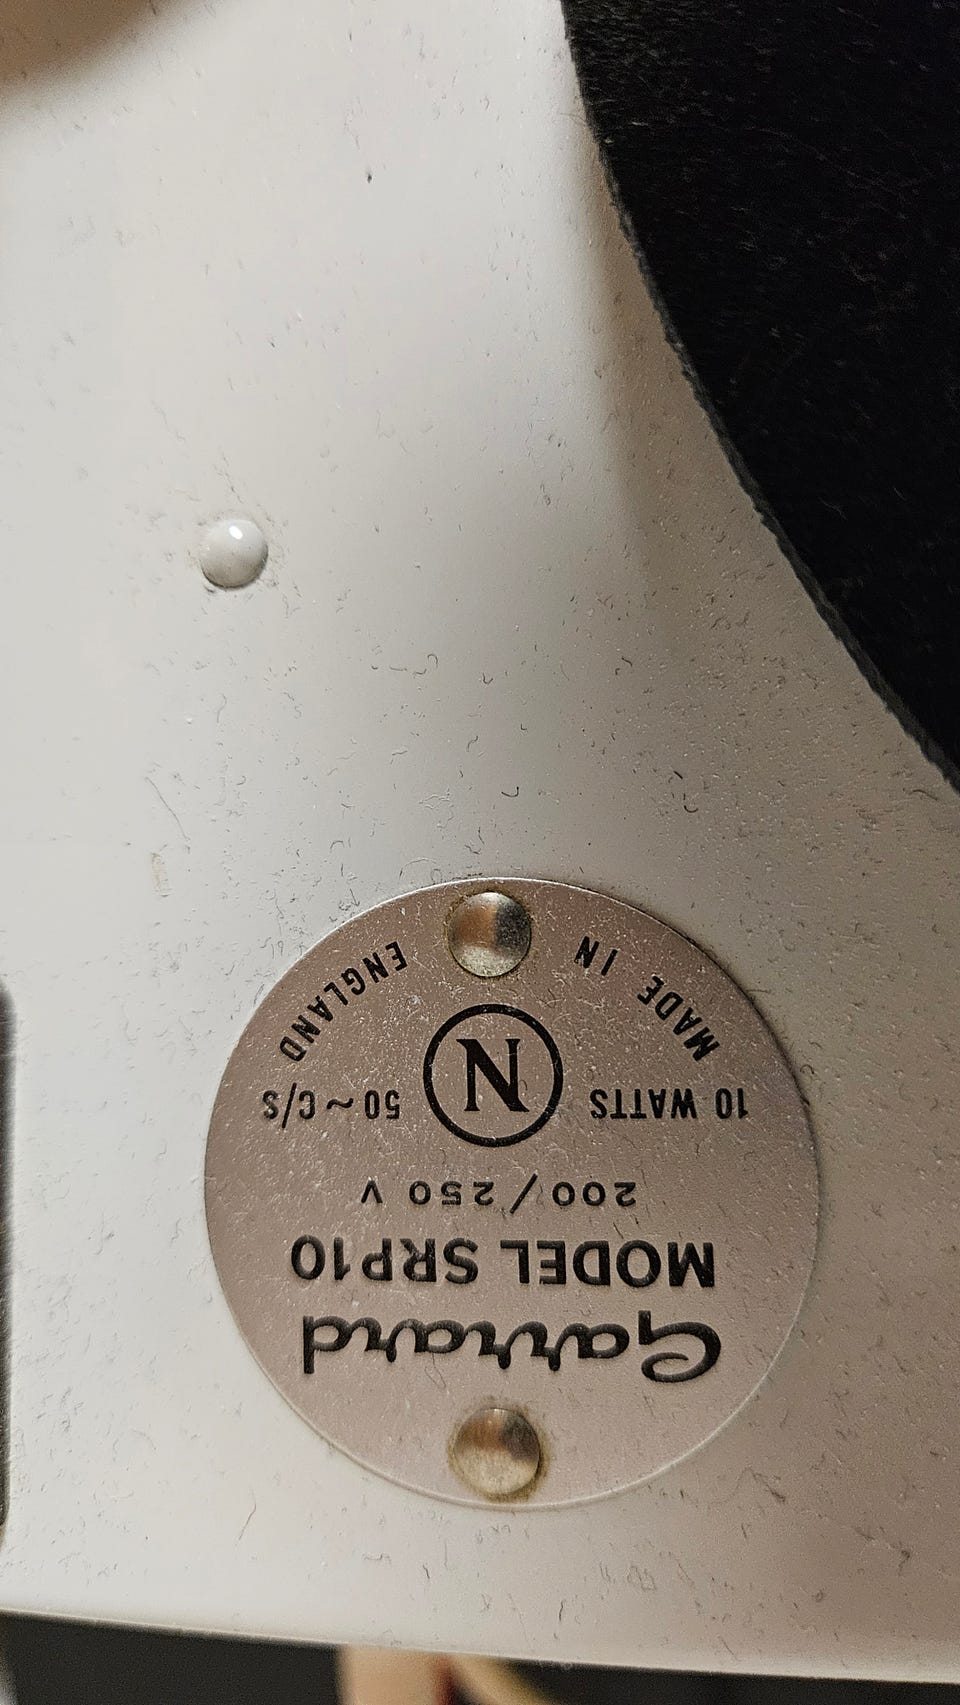 Garrard
MODEL SRP10
200/250 V
10 WATTS N 50~C/S
MADE IN ENGLAND